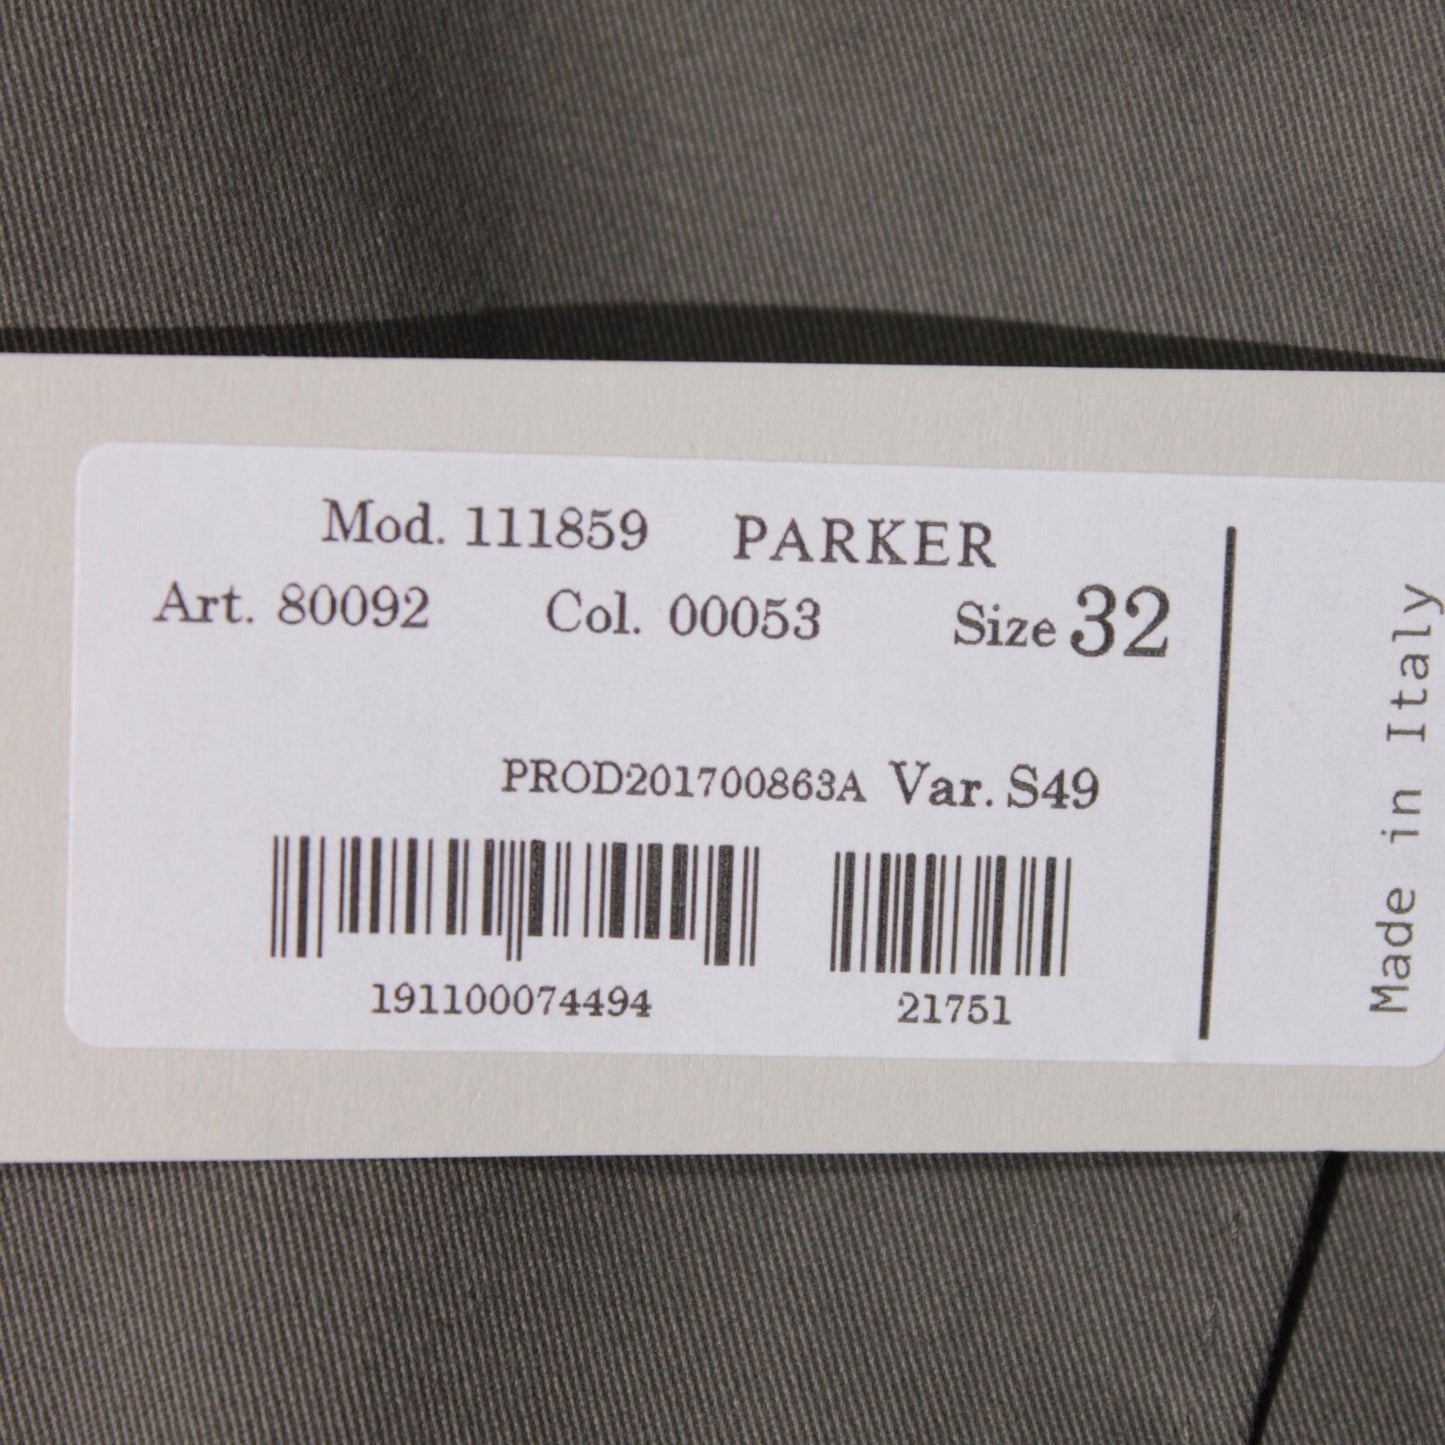 Mod. 111859 PARKER
Art. 80092 Col. 00053 Size 32
PROD201700863A Var. S49
191100074494 21751
Made in Italy